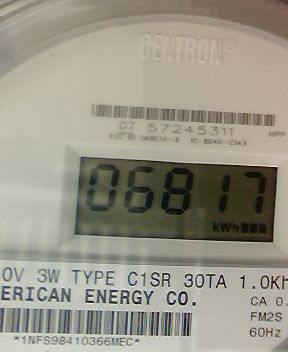 CENTRON®
07 57245311
06817
kWh
0V 3W TYPE C1SR 30TA 1.0Kh
ERICAN ENERGY CO.
CA 0.
FM2S
60Hz
*1NFS98410366MEC*